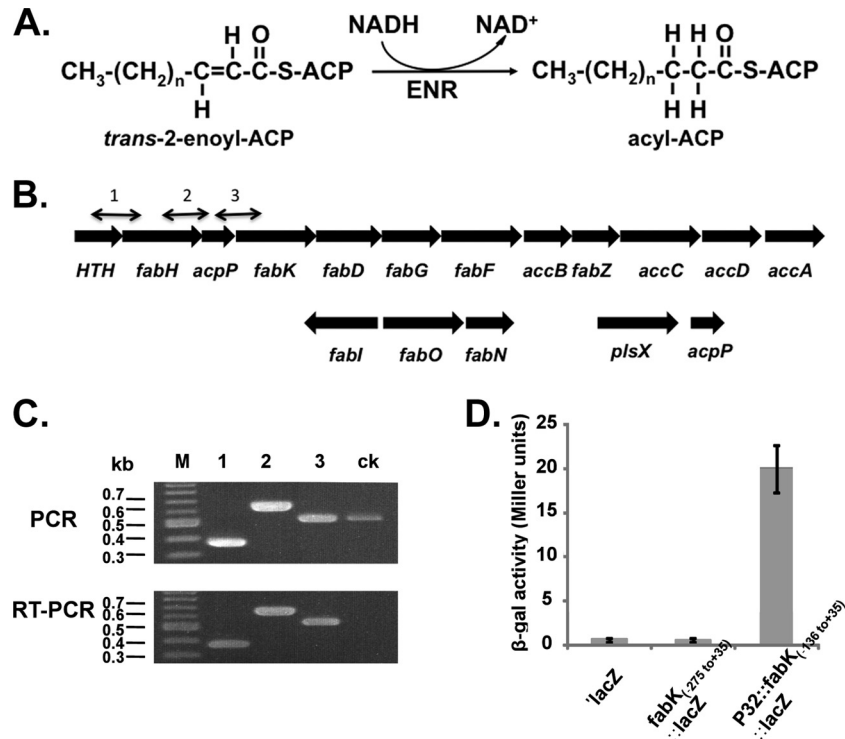 A.
NADH NAD+
H O
CH3-(CH2)n-C=C-C-S-ACP
H
ENR
trans-2-enoyl-ACP
H H O
CH3-(CH2)n-C-C-C-S-ACP
H H
acyl-ACP
B.
1 2 3
HTH fabH acpP fabK fabD fabG fabF accB fabZ accC accD accA
fabI fabO fabN plsX acpP
C.
kb M 1 2 3 ck
PCR
0.7
0.6
0.5
0.4
0.3
RT-PCR
0.7
0.6
0.5
0.4
0.3
D.
β-gal activity (Miller units)
25
20
15
10
5
0
'lacZ
fabK(-275 to+35)
::lacZ
P32::fabK(-136 to+35)
::lacZ